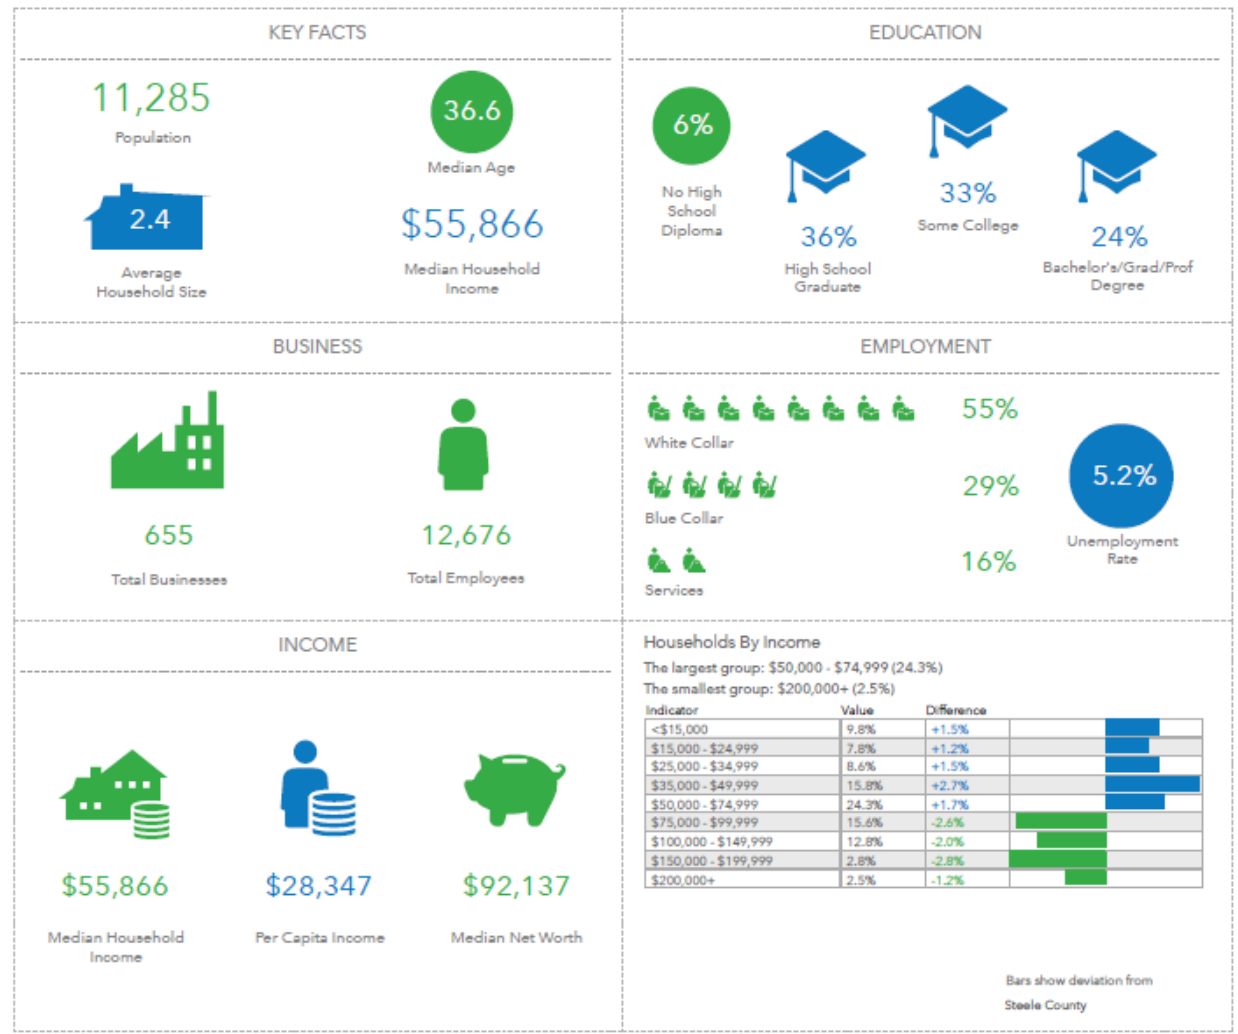 KEY FACTS
11,285
Population
36.6
Median Age
2.4
Average
Household Size
$55,866
Median Household
Income
EDUCATION
6%
No High
School
Diploma
36%
High School
Graduate
33%
Some College
24%
Bachelor's/Grad/Prof
Degree
BUSINESS
655
Total Businesses
12,676
Total Employees
EMPLOYMENT
55%
White Collar
29%
Blue Collar
16%
Services
5.2%
Unemployment
Rate
INCOME
$55,866
Median Household
Income
$28,347
Per Capita Income
$92,137
Median Net Worth
Households By Income
The largest group: $50,000 - $74,999 (24.3%)
The smallest group: $200,000+ (2.5%)
Indicator Value Difference
<$15,000 9.8% +1.5%
$15,000 - $24,999 7.8% +1.2%
$25,000 - $34,999 8.6% +1.5%
$35,000 - $49,999 15.8% +2.7%
$50,000 - $74,999 24.3% +1.7%
$75,000 - $99,999 15.6% -2.6%
$100,000 - $149,999 12.8% -2.0%
$150,000 - $199,999 2.8% -2.8%
$200,000+ 2.5% -1.2%
Bars show deviation from
Steele County